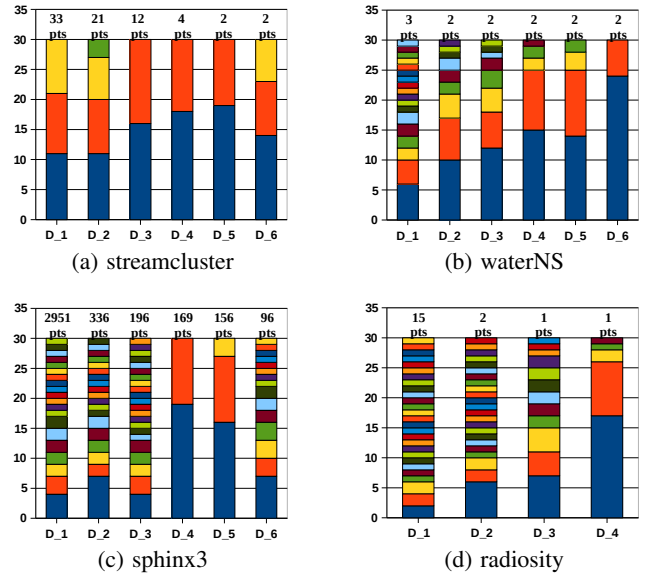 33 21 12 4 2 2
pts pts pts pts pts pts
35
30
25
20
15
10
5
0
D_1 D_2 D_3 D_4 D_5 D_6
(a) streamcluster
3 2 2 2 2 2
pts pts pts pts pts pts
35
30
25
20
15
10
5
0
D_1 D_2 D_3 D_4 D_5 D_6
(b) waterNS
2951 336 196 169 156 96
pts pts pts pts pts pts
35
30
25
20
15
10
5
0
D_1 D_2 D_3 D_4 D_5 D_6
(c) sphinx3
15 2 1 1
pts pts pts pts
35
30
25
20
15
10
5
0
D_1 D_2 D_3 D_4
(d) radiosity